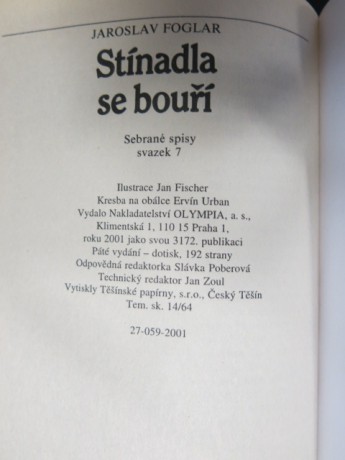 JAROSLAV FOGLAR
Stínadla
se bouří
Sebrané spisy
svazek 7
Ilustrace Jan Fischer
Kresba na obálce Ervín Urban
Vydalo Nakladatelství OLYMPIA, a. s.,
Klimentská 1, 110 15 Praha 1,
roku 2001 jako svou 3172. publikaci
Páté vydání – dotisk, 192 strany
Odpovědná redaktorka Slávka Poberová
Technický redaktor Jan Zoul
Vytiskly Těšínské papírny, s.r.o., Český Těšín
Tem. sk. 14/64
27-059-2001